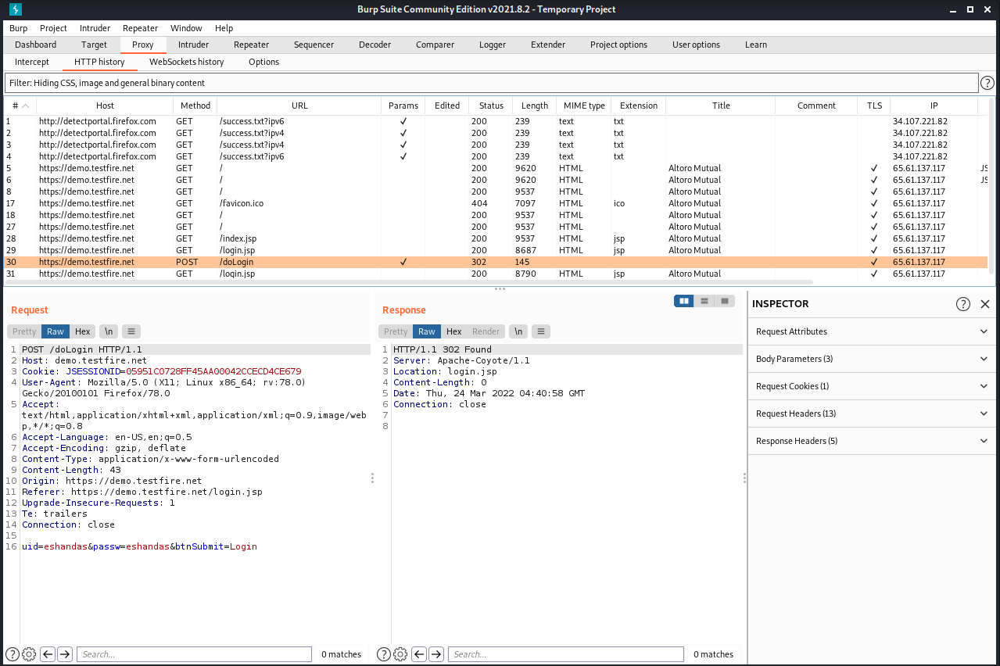 Burp Suite Community Edition v2021.8.2 - Temporary Project
Burp Project Intruder Repeater Window Help
Dashboard Target Proxy Intruder Repeater Sequencer Decoder Comparer Logger Extender Project options User options Learn
Intercept HTTP history WebSockets history Options
Filter: Hiding CSS, image and general binary content ?
# Host Method URL Params Edited Status Length MIME type Extension Title Comment TLS IP
1 http://detectportal.firefox.com GET /success.txt?ipv6 ✓ 200 239 text txt 34.107.221.82
2 http://detectportal.firefox.com GET /success.txt?ipv4 ✓ 200 239 text txt 34.107.221.82
3 http://detectportal.firefox.com GET /success.txt?ipv4 ✓ 200 239 text txt 34.107.221.82
4 http://detectportal.firefox.com GET /success.txt?ipv6 ✓ 200 239 text txt 34.107.221.82
5 https://demo.testfire.net GET / 200 9620 HTML Altoro Mutual ✓ 65.61.137.117 JS
6 https://demo.testfire.net GET / 200 9620 HTML Altoro Mutual ✓ 65.61.137.117 JS
8 https://demo.testfire.net GET / 200 9537 HTML Altoro Mutual ✓ 65.61.137.117
17 https://demo.testfire.net GET /favicon.ico 404 7097 HTML ico Altoro Mutual ✓ 65.61.137.117
18 https://demo.testfire.net GET / 200 9537 HTML Altoro Mutual ✓ 65.61.137.117
27 https://demo.testfire.net GET / 200 9537 HTML Altoro Mutual ✓ 65.61.137.117
28 https://demo.testfire.net GET /index.jsp 200 9537 HTML jsp Altoro Mutual ✓ 65.61.137.117
29 https://demo.testfire.net GET /login.jsp 200 8687 HTML jsp Altoro Mutual ✓ 65.61.137.117
30 https://demo.testfire.net POST /doLogin ✓ 302 145 ✓ 65.61.137.117
31 https://demo.testfire.net GET /login.jsp 200 8790 HTML jsp Altoro Mutual ✓ 65.61.137.117
Request
Pretty Raw Hex \n
1 POST /doLogin HTTP/1.1
2 Host: demo.testfire.net
3 Cookie: JSESSIONID=05951C0728FF45AA00042CCECD4CE679
4 User-Agent: Mozilla/5.0 (X11; Linux x86_64; rv:78.0)
Gecko/20100101 Firefox/78.0
5 Accept:
text/html,application/xhtml+xml,application/xml;q=0.9,image/web
p,*/*;q=0.8
6 Accept-Language: en-US,en;q=0.5
7 Accept-Encoding: gzip, deflate
8 Content-Type: application/x-www-form-urlencoded
9 Content-Length: 43
10 Origin: https://demo.testfire.net
11 Referer: https://demo.testfire.net/login.jsp
12 Upgrade-Insecure-Requests: 1
13 Te: trailers
14 Connection: close
15
16 uid=eshandas&passw=eshandas&btnSubmit=Login
? Search... 0 matches
Response
Pretty Raw Hex Render \n
1 HTTP/1.1 302 Found
2 Server: Apache-Coyote/1.1
3 Location: login.jsp
4 Content-Length: 0
5 Date: Thu, 24 Mar 2022 04:40:58 GMT
6 Connection: close
7
8
? Search... 0 matches
INSPECTOR ?
Request Attributes
Body Parameters (3)
Request Cookies (1)
Request Headers (13)
Response Headers (5)